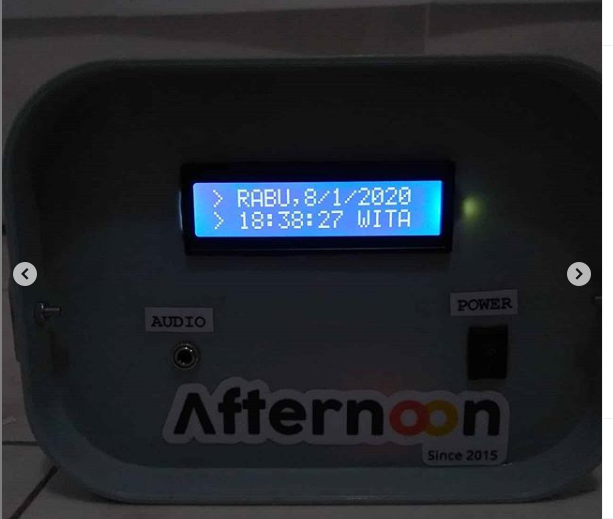 > RABU,8/1/2020
> 18:38:27 WITA
POWER
AUDIO
Afternoon
Since 2015